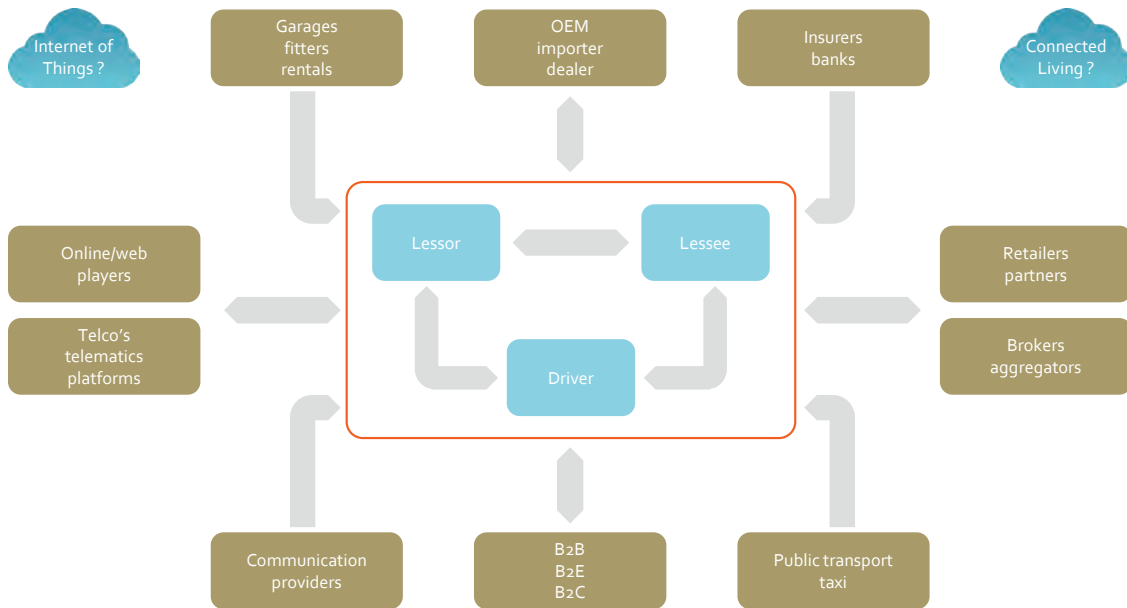 Internet of
Things ?
Garages
fitters
rentals
OEM
importer
dealer
Insurers
banks
Connected
Living ?
Lessor
Lessee
Driver
Online/web
players
Telco’s
telematics
platforms
Retailers
partners
Brokers
aggregators
Communication
providers
B2B
B2E
B2C
Public transport
taxi